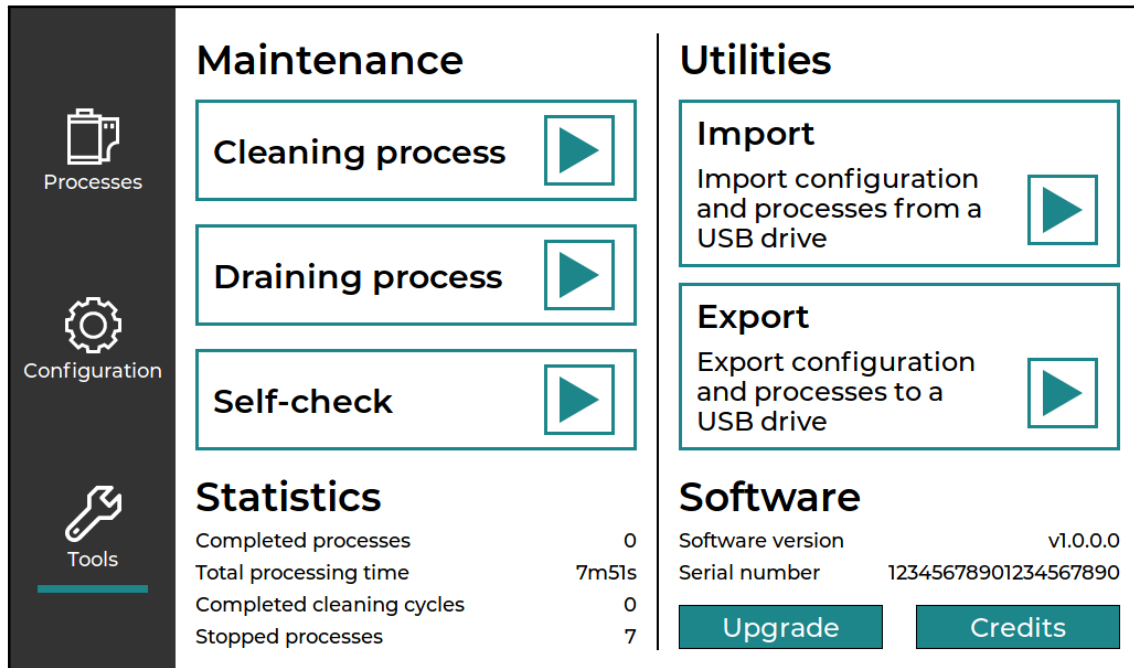 Processes
Configuration
Tools
Maintenance
Cleaning process
Draining process
Self-check
Statistics
Completed processes 0
Total processing time 7m51s
Completed cleaning cycles 0
Stopped processes 7
Utilities
Import
Import configuration
and processes from a
USB drive
Export
Export configuration
and processes to a
USB drive
Software
Software version v1.0.0.0
Serial number 12345678901234567890
Upgrade
Credits